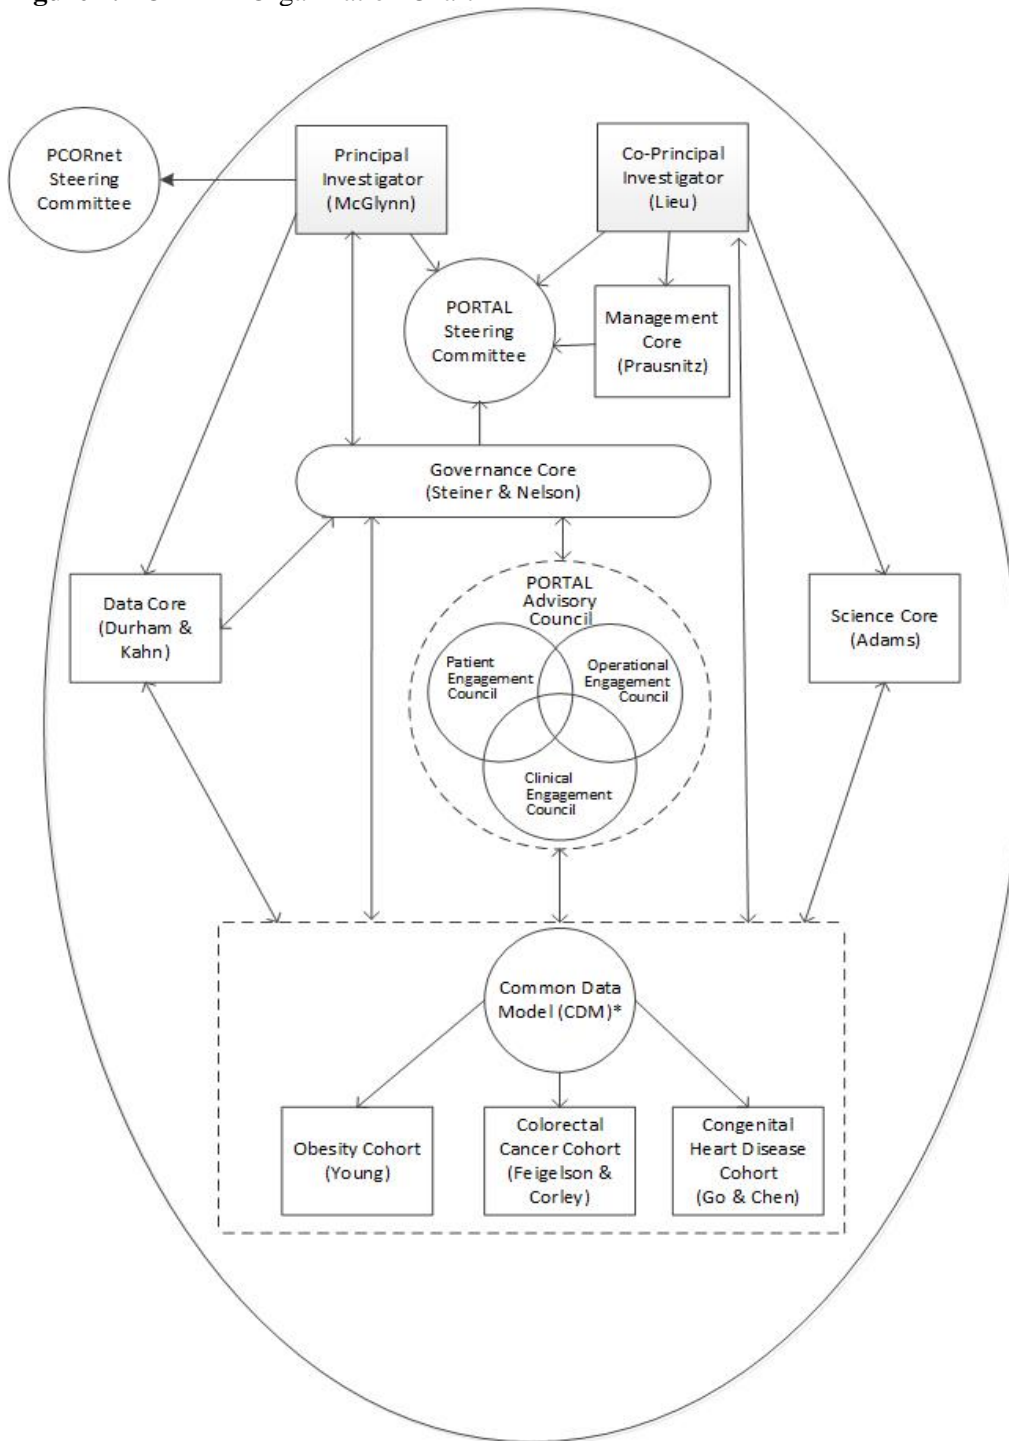 PCORnet
Steering
Committee
Principal
Investigator
(McGlynn)
Co-Principal
Investigator
(Lieu)
PORTAL
Steering
Committee
Management
Core
(Prausnitz)
Governance Core
(Steiner & Nelson)
Data Core
(Durham &
Kahn)
PORTAL
Advisory
Council
Patient
Engagement
Council
Operational
Engagement
Council
Clinical
Engagement
Council
Science Core
(Adams)
Common Data
Model (CDM)*
Obesity Cohort
(Young)
Colorectal
Cancer Cohort
(Feigelson &
Corley)
Congenital
Heart Disease
Cohort
(Go & Chen)